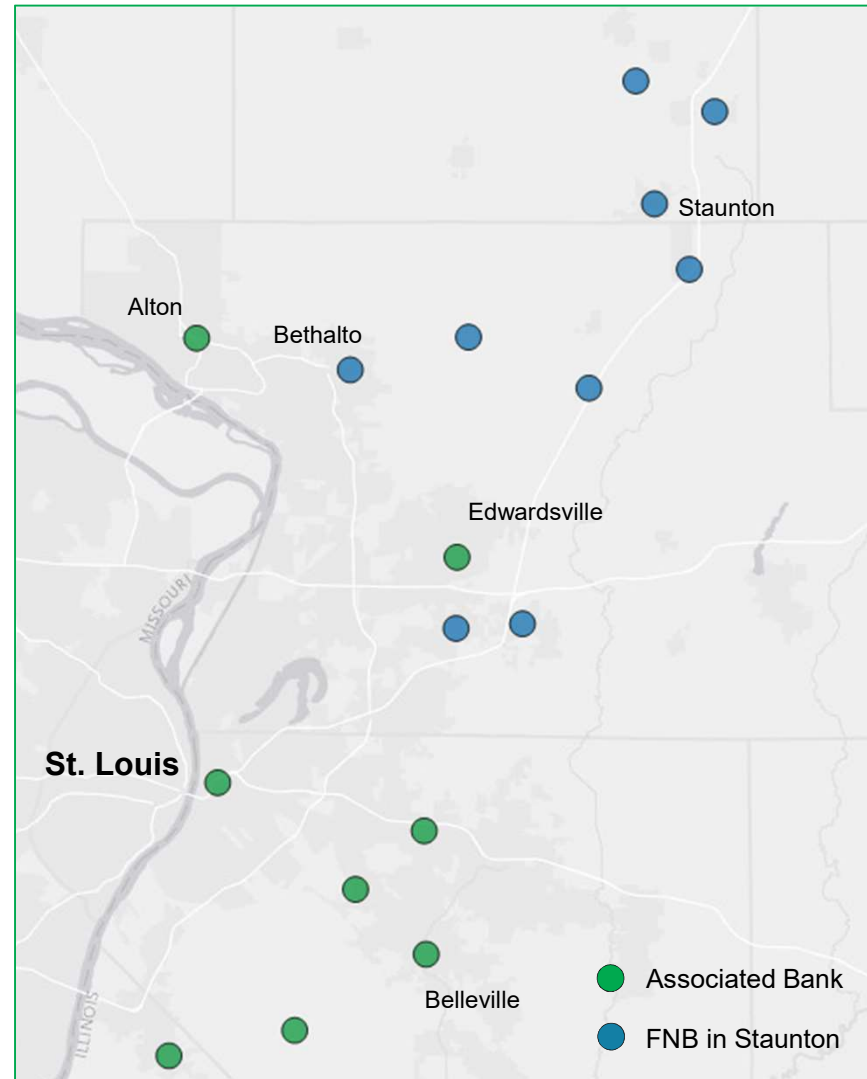 Staunton
Alton
Bethalto
Edwardsville
MISSOURI
St. Louis
Belleville
ILLINOIS
Associated Bank
FNB in Staunton